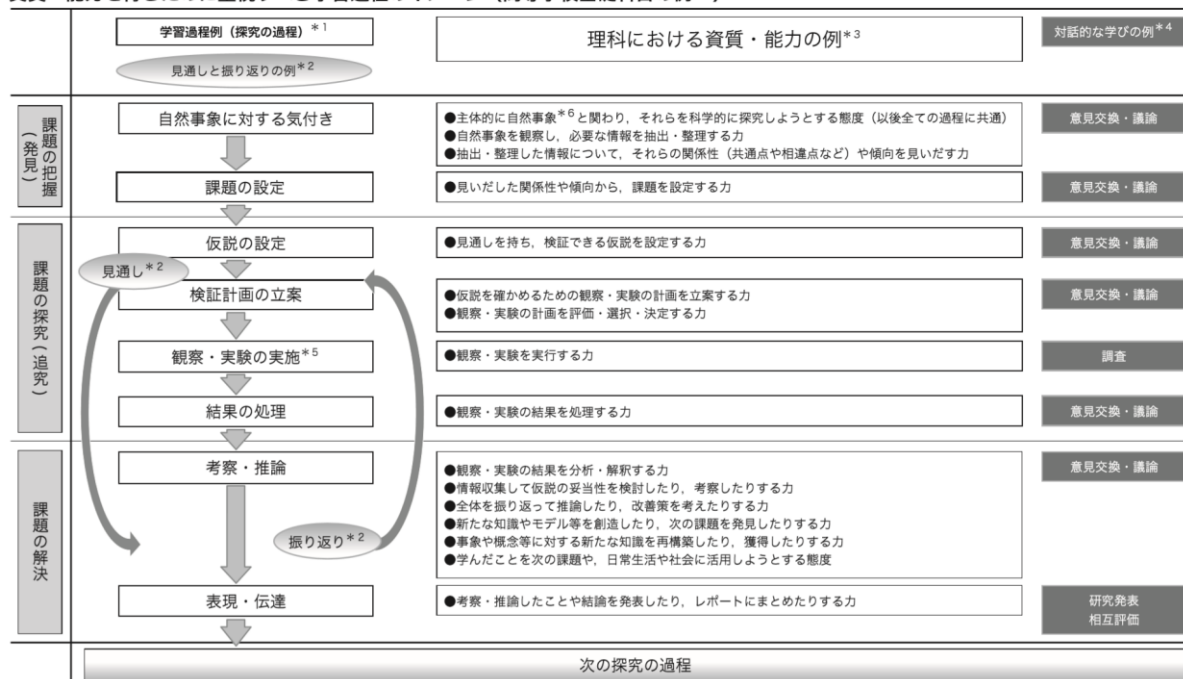 学習過程例（探究の過程）＊1
理科における資質・能力の例＊3
対話的な学びの例＊4
見通しと振り返りの例＊2
課題の把握（発見）
自然事象に対する気付き
●主体的に自然事象＊6と関わり，それらを科学的に探究しようとする態度（以後全ての過程に共通）
●自然事象を観察し，必要な情報を抽出・整理する力
●抽出・整理した情報について，それらの関係性（共通点や相違点など）や傾向を見いだす力
意見交換・議論
課題の設定
●見いだした関係性や傾向から，課題を設定する力
意見交換・議論
課題の探究（追究）
仮説の設定
●見通しを持ち，検証できる仮説を設定する力
意見交換・議論
見通し＊2
検証計画の立案
●仮説を確かめるための観察・実験の計画を立案する力
●観察・実験の計画を評価・選択・決定する力
意見交換・議論
観察・実験の実施＊5
●観察・実験を実行する力
調査
結果の処理
●観察・実験の結果を処理する力
意見交換・議論
課題の解決
考察・推論
●観察・実験の結果を分析・解釈する力
●情報収集して仮説の妥当性を検討したり，考察したりする力
●全体を振り返って推論したり，改善策を考えたりする力
●新たな知識やモデル等を創造したり，次の課題を発見したりする力
●事象や概念等に対する新たな知識を再構築したり，獲得したりする力
●学んだことを次の課題や，日常生活や社会に活用しようとする態度
意見交換・議論
振り返り＊2
表現・伝達
●考察・推論したことや結論を発表したり，レポートにまとめたりする力
研究発表
相互評価
次の探究の過程